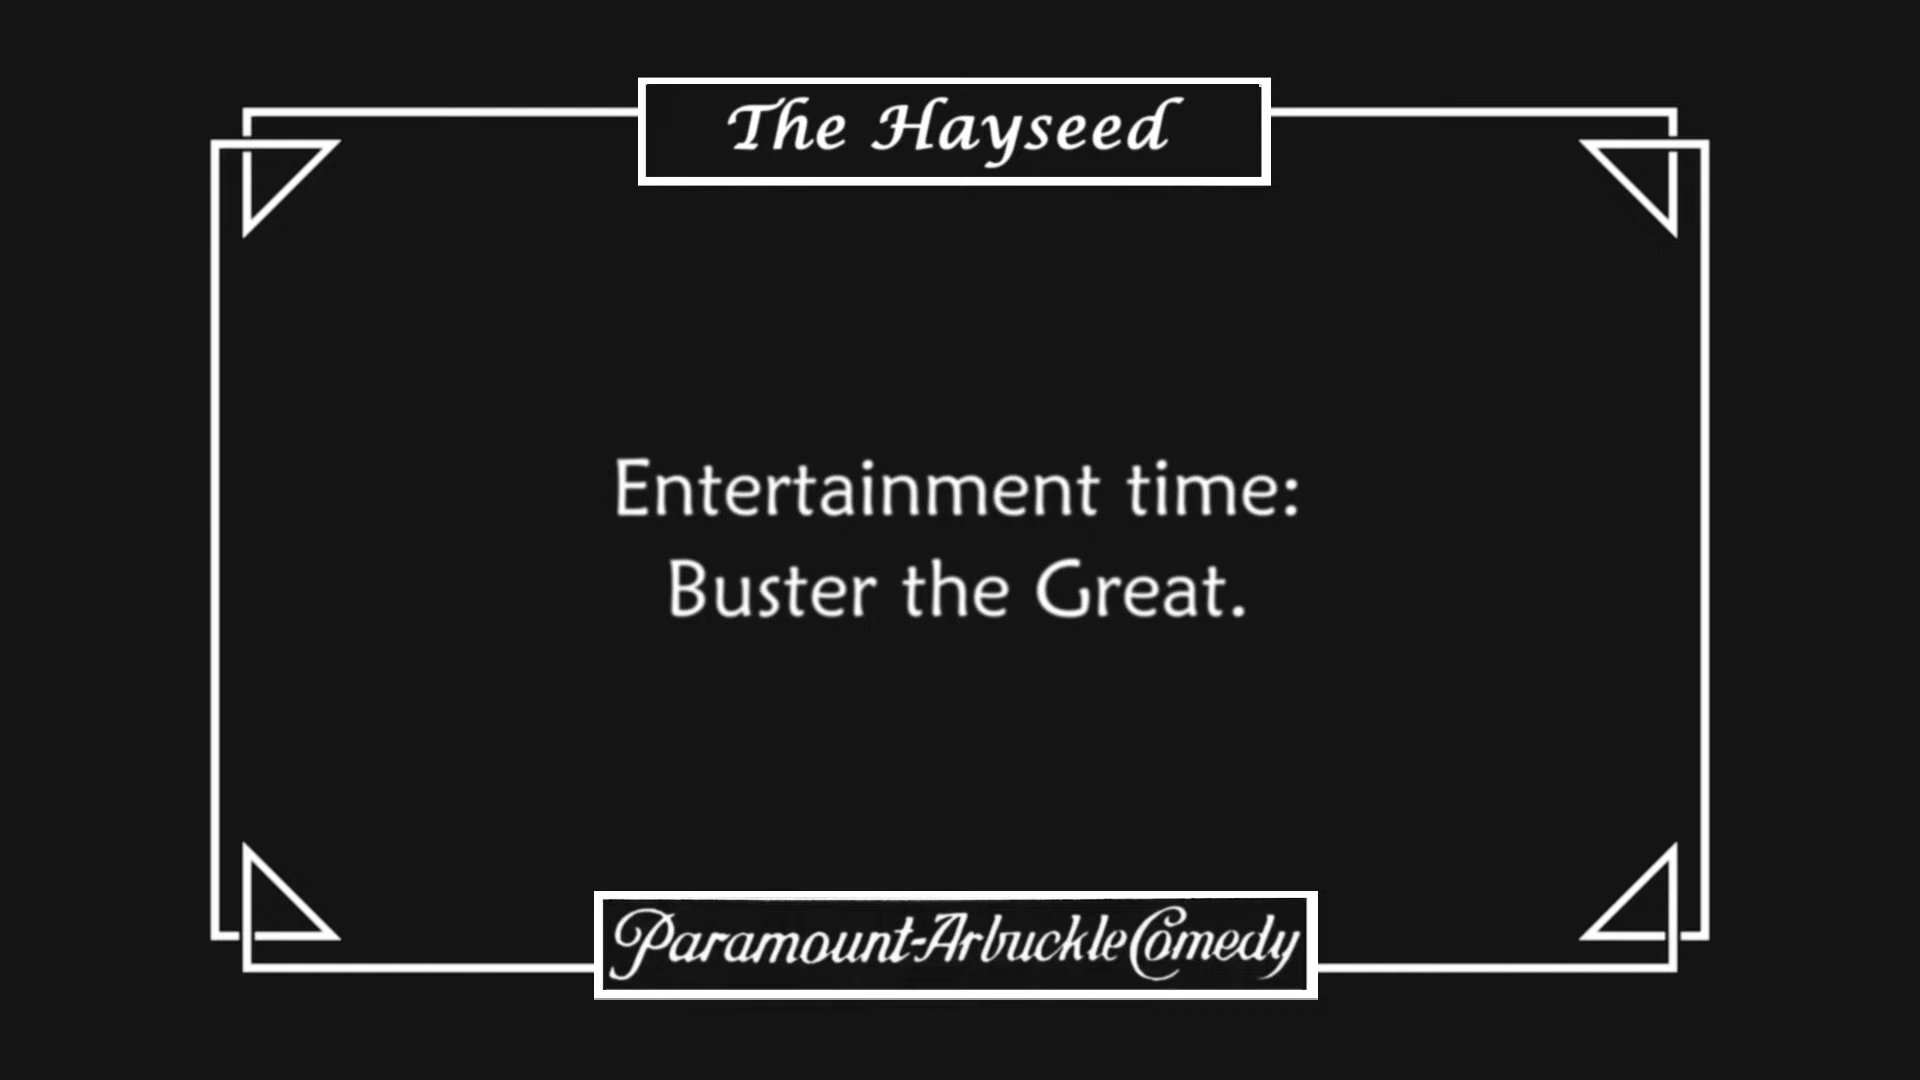 The Hayseed
Entertainment time:
Buster the Great.
Paramount-Arbuckle Comedy